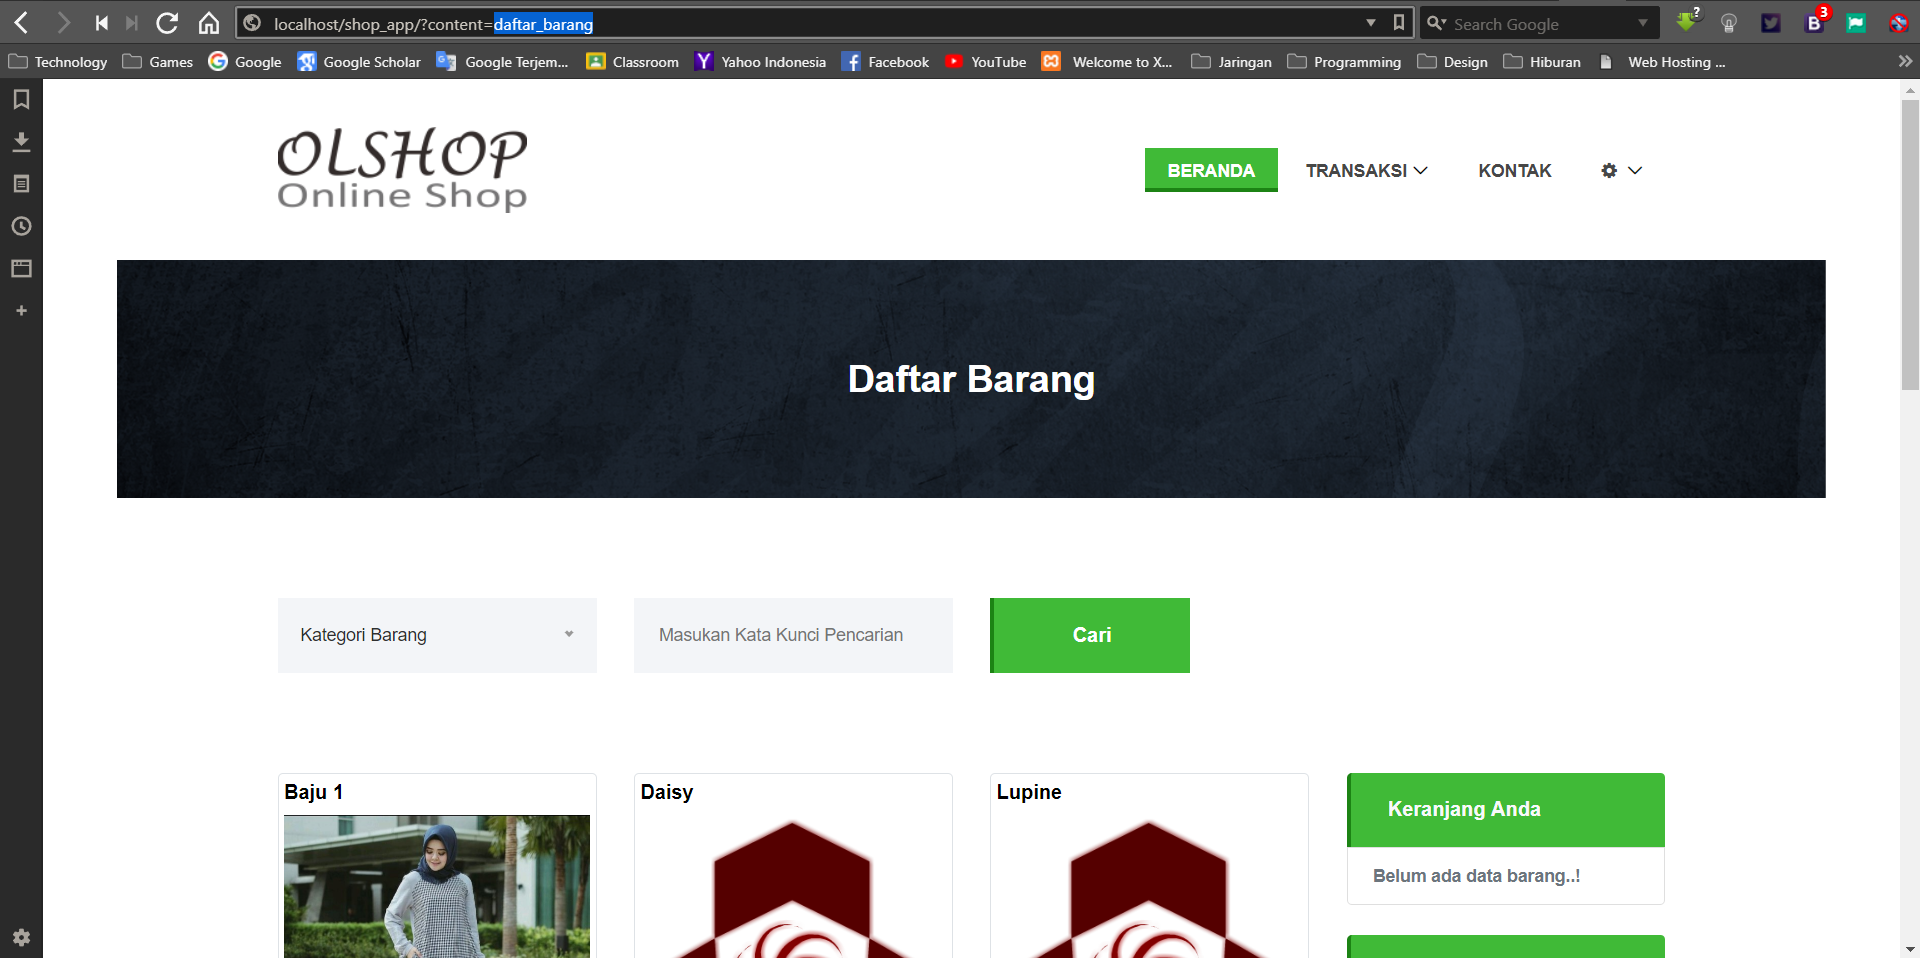 localhost/shop_app/?content=daftar_barang
Search Google
?
B
3
Technology
Games
Google
Google Scholar
Google Terjem...
Classroom
Yahoo Indonesia
Facebook
YouTube
Welcome to X...
Jaringan
Programming
Design
Hiburan
Web Hosting ...
OLSHOP
Online Shop
BERANDA
TRANSAKSI
KONTAK
Daftar Barang
Kategori Barang
Masukan Kata Kunci Pencarian
Cari
Baju 1
Daisy
Lupine
Keranjang Anda
Belum ada data barang..!